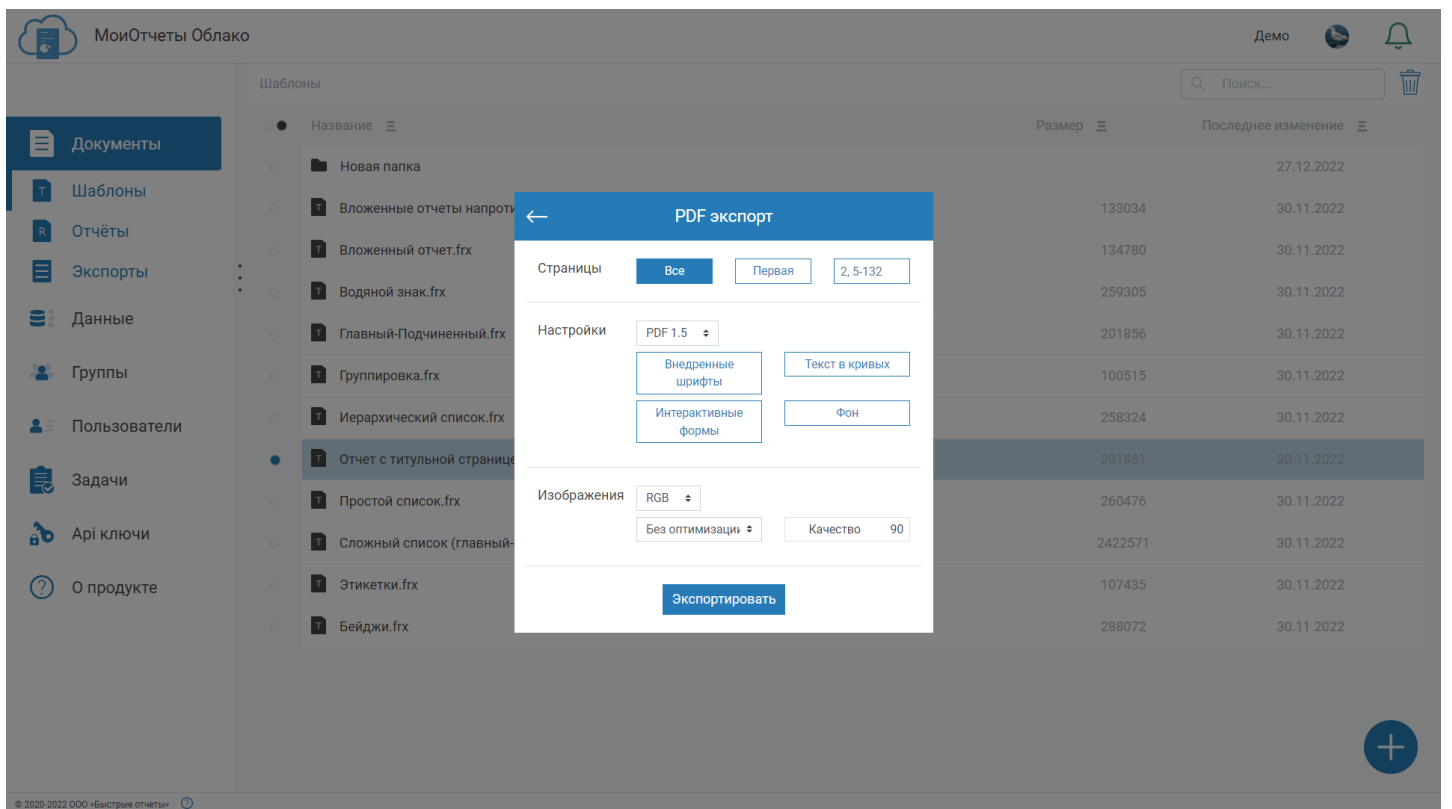 МоиОтчеты Облако
Демо
Шаблоны
Поиск...
Название
Размер
Последнее изменение
Документы
Шаблоны
Отчёты
Экспорты
Данные
Группы
Пользователи
Задачи
Api ключи
О продукте
Новая папка 27.12.2022
Вложенные отчеты напроти 133034 30.11.2022
Вложенный отчет.frx 134780 30.11.2022
Водяной знак.frx 259305 30.11.2022
Главный-Подчиненный.frx 201856 30.11.2022
Группировка.frx 100515 30.11.2022
Иерархический список.frx 258324 30.11.2022
Отчет с титульной странице 201861 30.11.2022
Простой список.frx 260476 30.11.2022
Сложный список (главный- 2422571 30.11.2022
Этикетки.frx 107435 30.11.2022
Бейджи.frx 288072 30.11.2022
PDF экспорт
Страницы Все Первая 2, 5-132
Настройки PDF 1.5
Внедренные
шрифты
Текст в кривых
Интерактивные
формы
Фон
Изображения RGB
Без оптимизации Качество 90
Экспортировать
© 2020-2022 ООО «Быстрые отчеты»